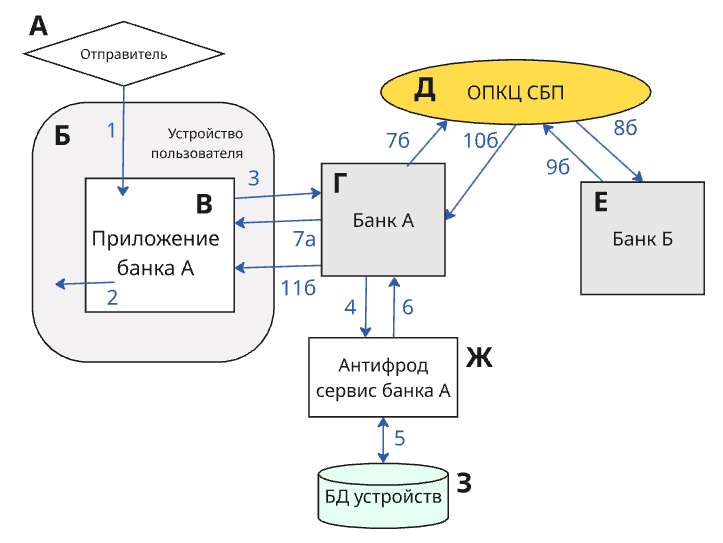 А
Отправитель
Д
ОПКЦ СБП
Б
1
Устройство
пользователя
7б
10б
8б
9б
3
Г
Банк А
В
Е
Банк Б
Приложение
банка А
7а
11б
2
4
6
Антифрод
сервис банка А
Ж
5
БД устройств
З